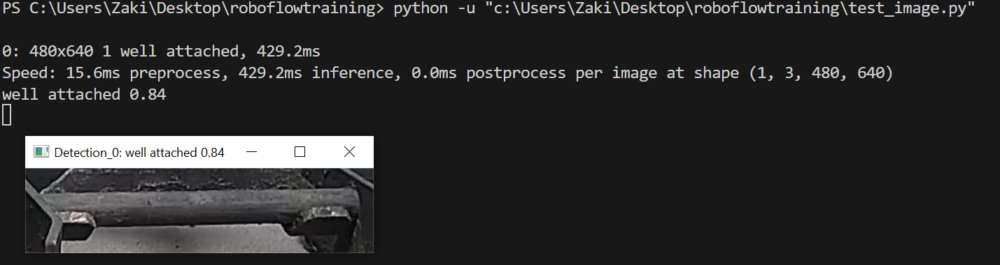 PS C:\Users\Zaki\Desktop\roboflowtraining> python -u "c:\Users\Zaki\Desktop\roboflowtraining\test_image.py"
0: 480x640 1 well attached, 429.2ms
Speed: 15.6ms preprocess, 429.2ms inference, 0.0ms postprocess per image at shape (1, 3, 480, 640)
well attached 0.84
Detection_0: well attached 0.84